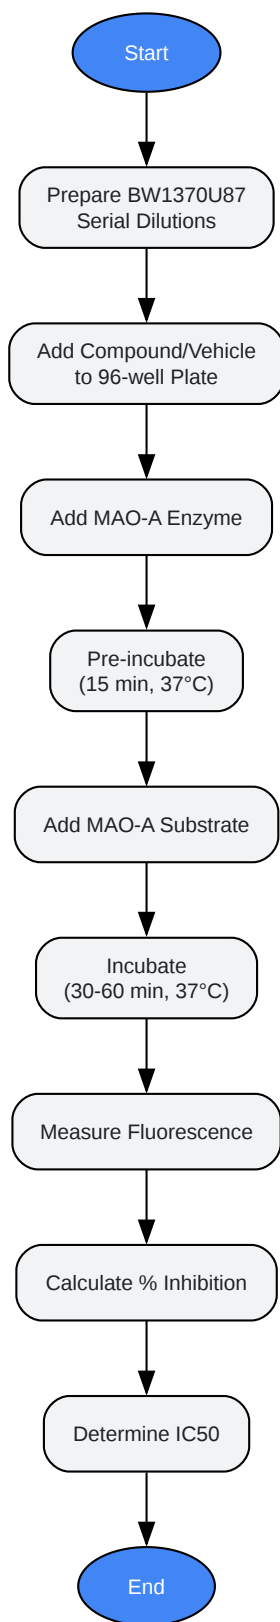 Start
Prepare BW1370U87
Serial Dilutions
Add Compound/Vehicle
to 96-well Plate
Add MAO-A Enzyme
Pre-incubate
(15 min, 37°C)
Add MAO-A Substrate
Incubate
(30-60 min, 37°C)
Measure Fluorescence
Calculate % Inhibition
Determine IC50
End